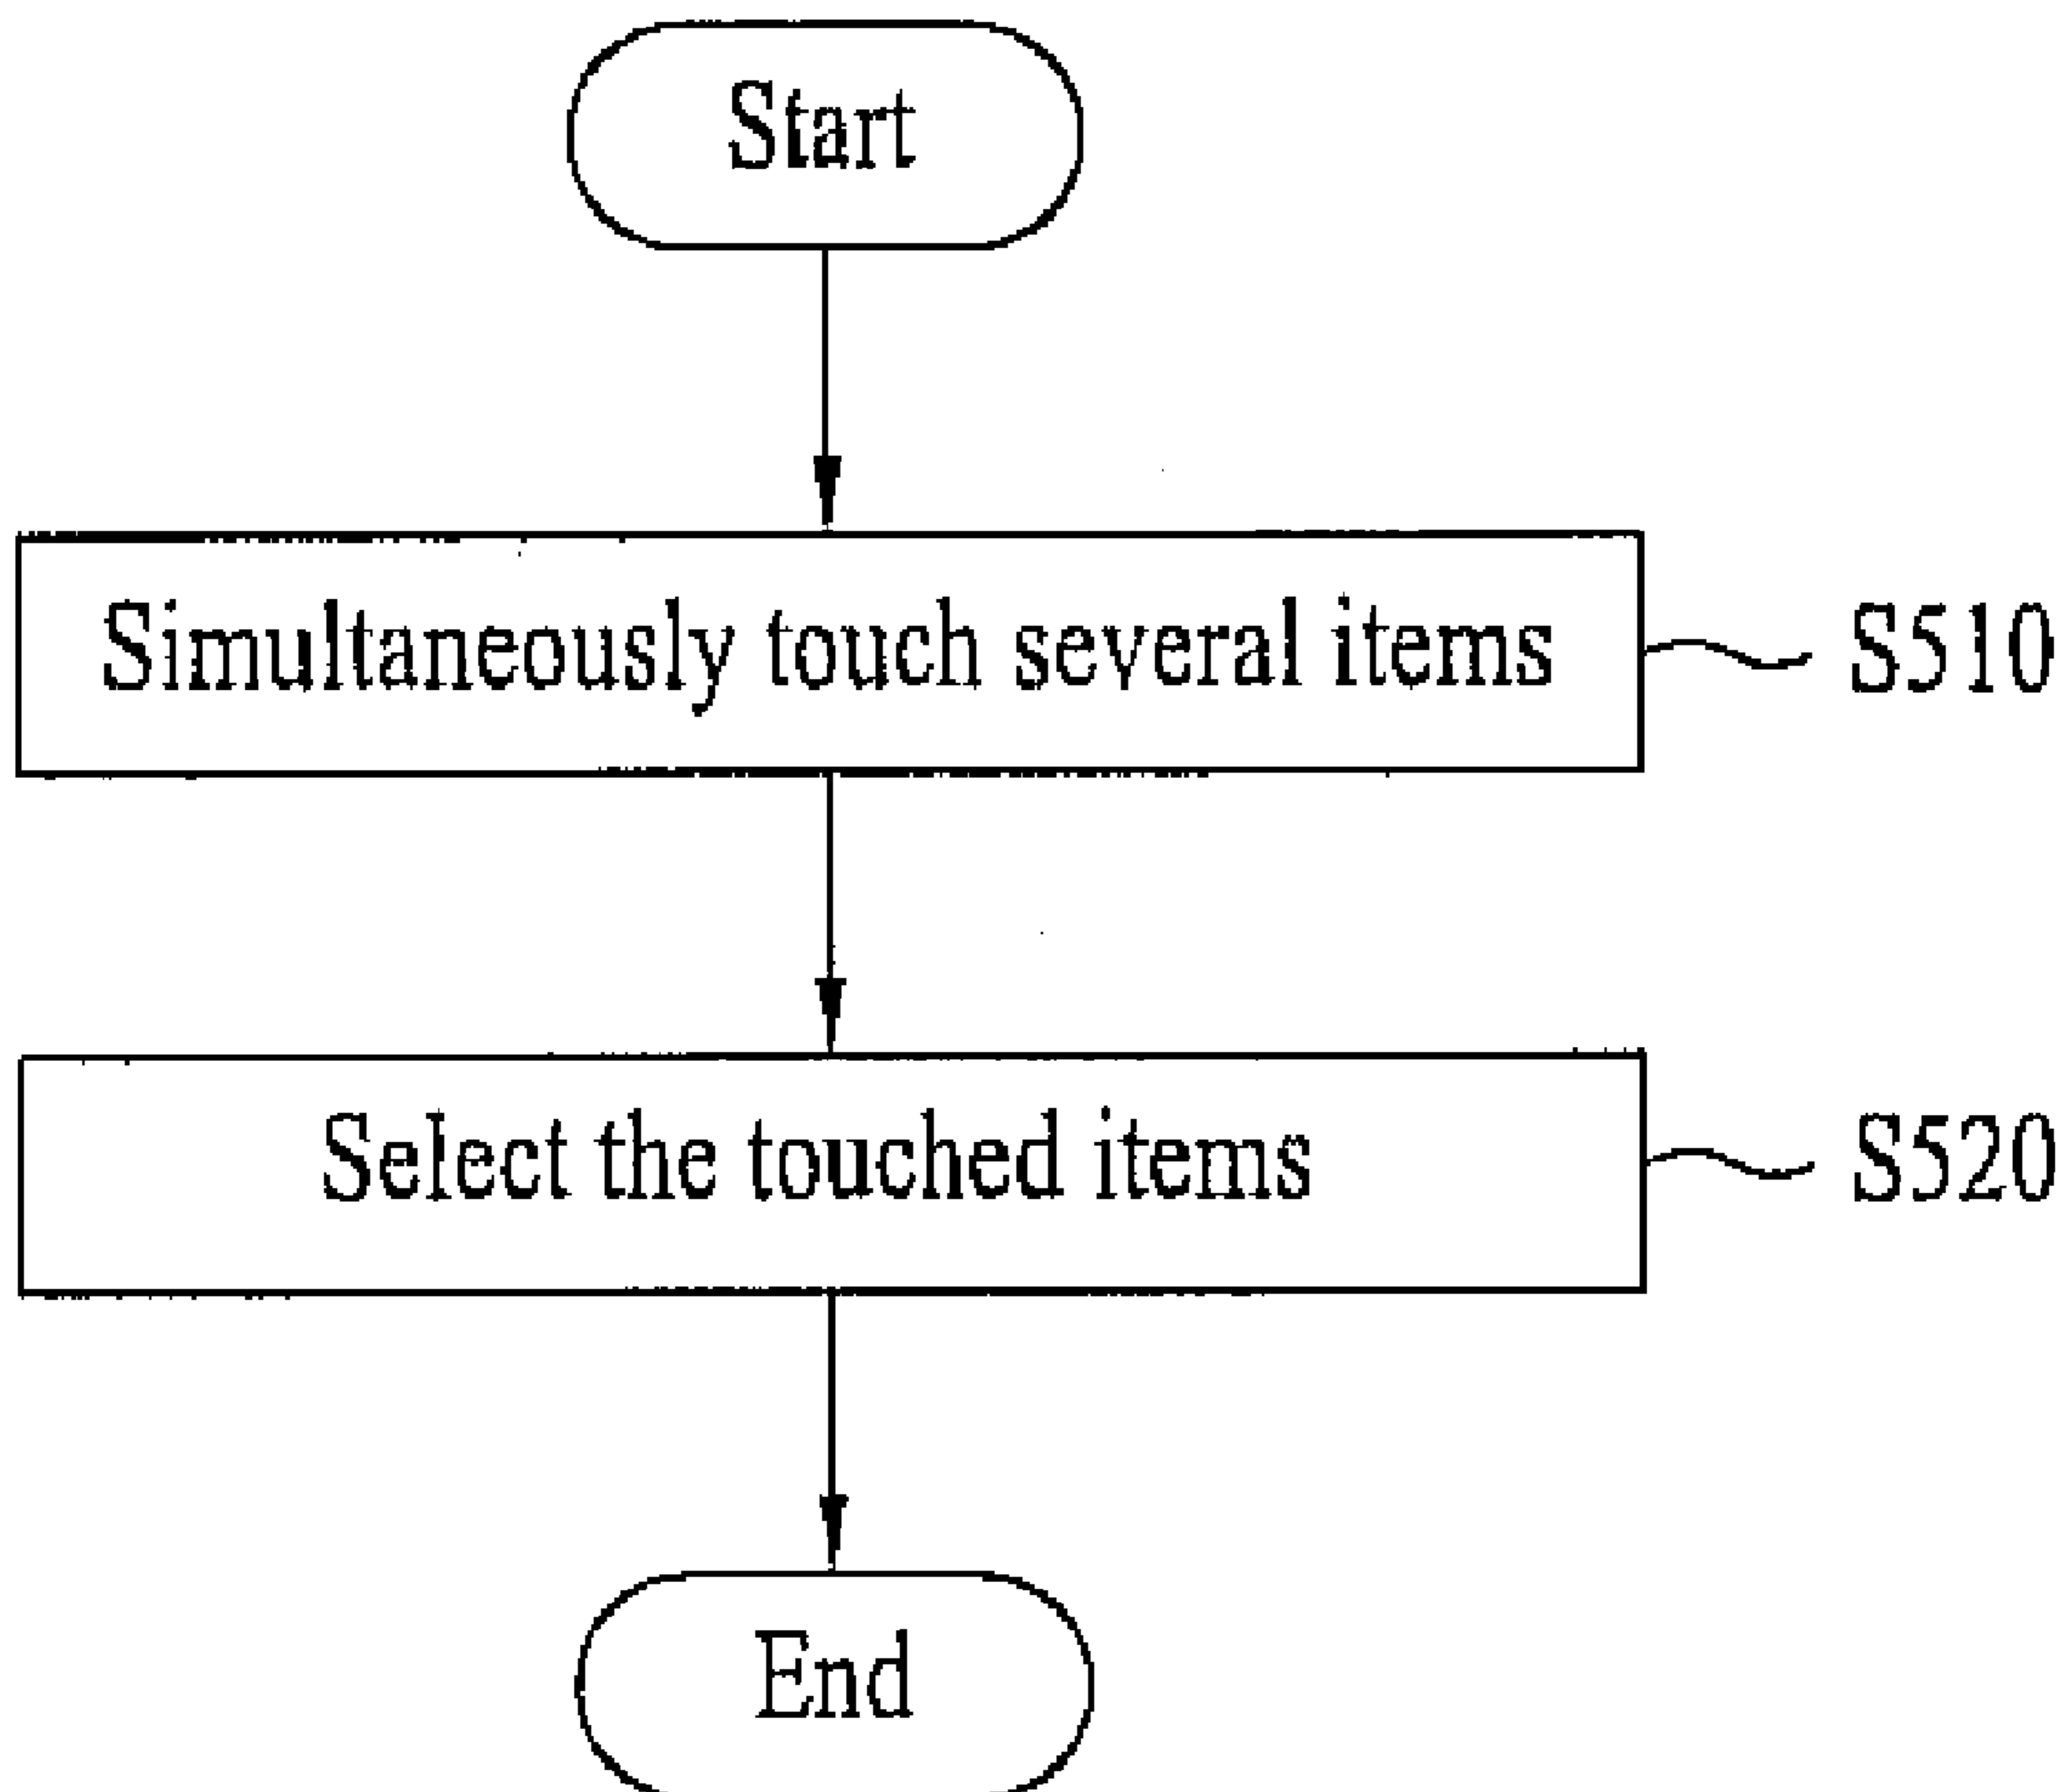 Start
Simultaneously touch several items
S510
Select the touched items
S520
End